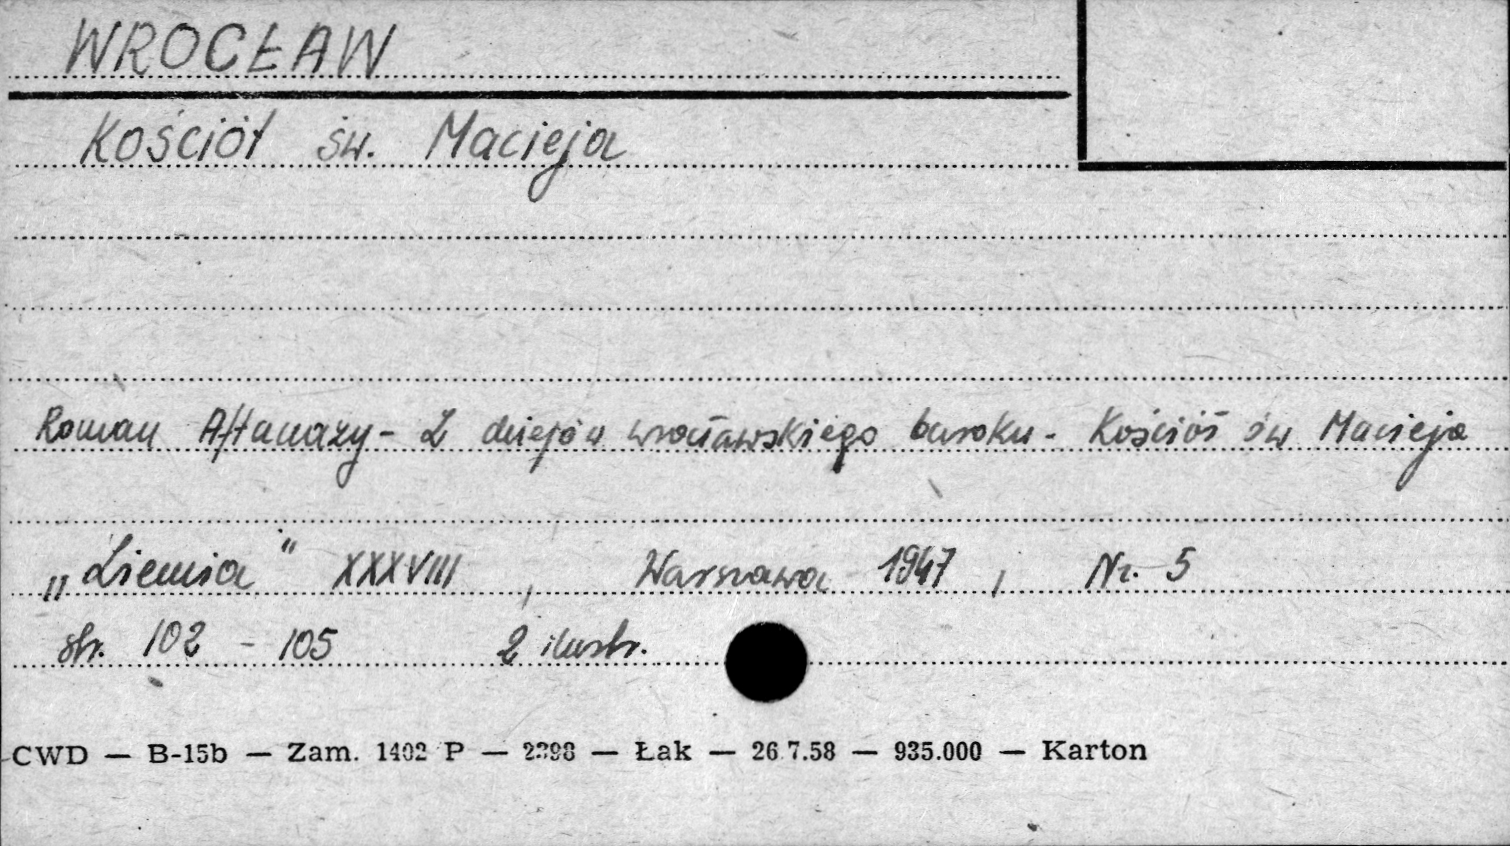 WROCŁAW
Kościół św. Macieja
Roman Aftanazy - Z dziejów wrocławskiego baroku - Kościół św Macieja
„Ziemia" XXXVIII, Warszawa 1947, Nr. 5
str. 102 - 105 2 ilustr.
CWD — B-15b — Zam. 1402 P — 2398 — Łak — 26.7.58 — 935.000 — Karton